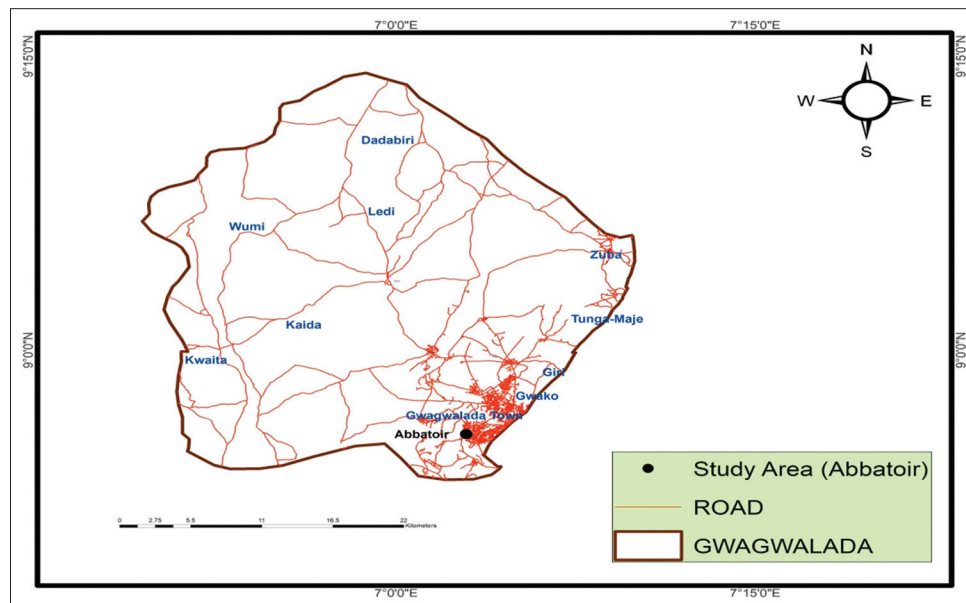 7°0'0"E
7°15'0"E
9°15'0"N
9°15'0"N
N
W
E
S
Dadabiri
Ledi
Wumi
Zuba
Tunga-Maje
Kaida
9°0'0"N
9°0'0"N
Kwaita
Giri
Gwako
Gwagwalada Town
Abbatoir
Study Area (Abbatoir)
ROAD
GWAGWALADA
0 2.75 5.5 11 16.5 22
Kilometers
7°0'0"E
7°15'0"E